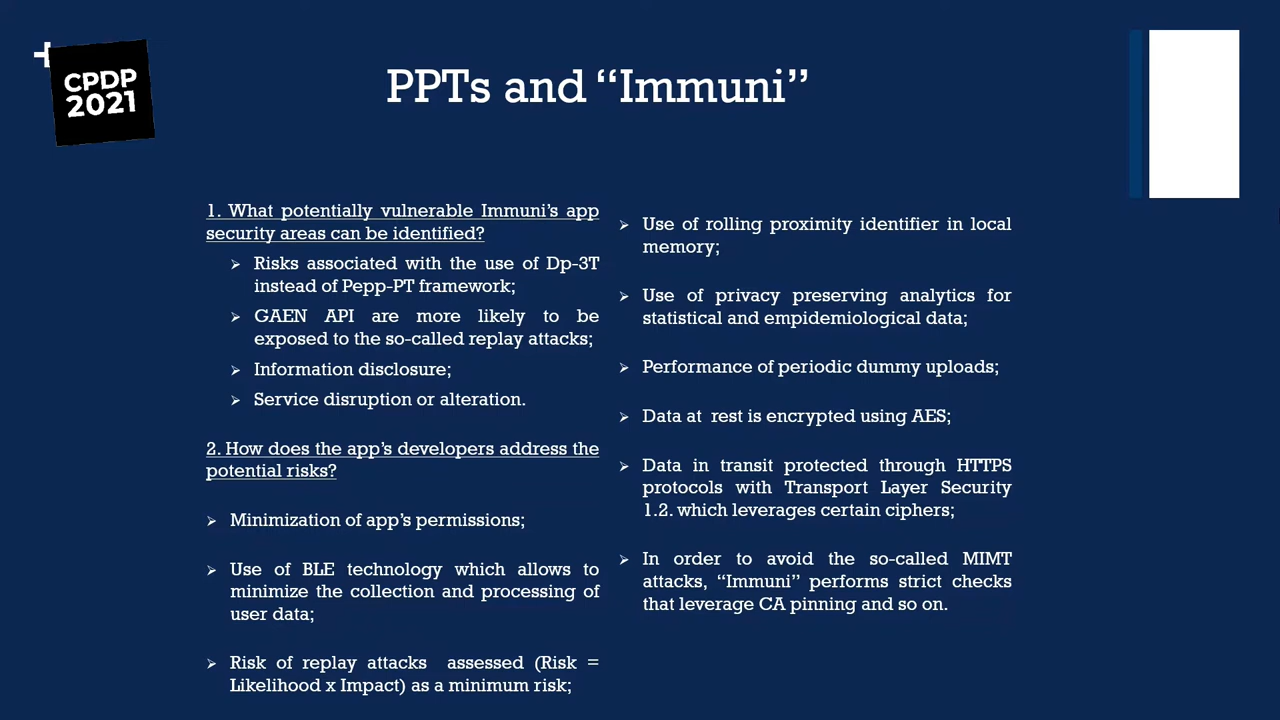 CPDP
2021
PPTs and “Immuni”
1. What potentially vulnerable Immuni’s app
security areas can be identified?
➢ Risks associated with the use of Dp-3T
instead of Pepp-PT framework;
➢ GAEN API are more likely to be
exposed to the so-called replay attacks;
➢ Information disclosure;
➢ Service disruption or alteration.
2. How does the app’s developers address the
potential risks?
➢ Minimization of app’s permissions;
➢ Use of BLE technology which allows to
minimize the collection and processing of
user data;
➢ Risk of replay attacks assessed (Risk =
Likelihood x Impact) as a minimum risk;
➢ Use of rolling proximity identifier in local
memory;
➢ Use of privacy preserving analytics for
statistical and empidemiological data;
➢ Performance of periodic dummy uploads;
➢ Data at rest is encrypted using AES;
➢ Data in transit protected through HTTPS
protocols with Transport Layer Security
1.2. which leverages certain ciphers;
➢ In order to avoid the so-called MIMT
attacks, “Immuni” performs strict checks
that leverage CA pinning and so on.